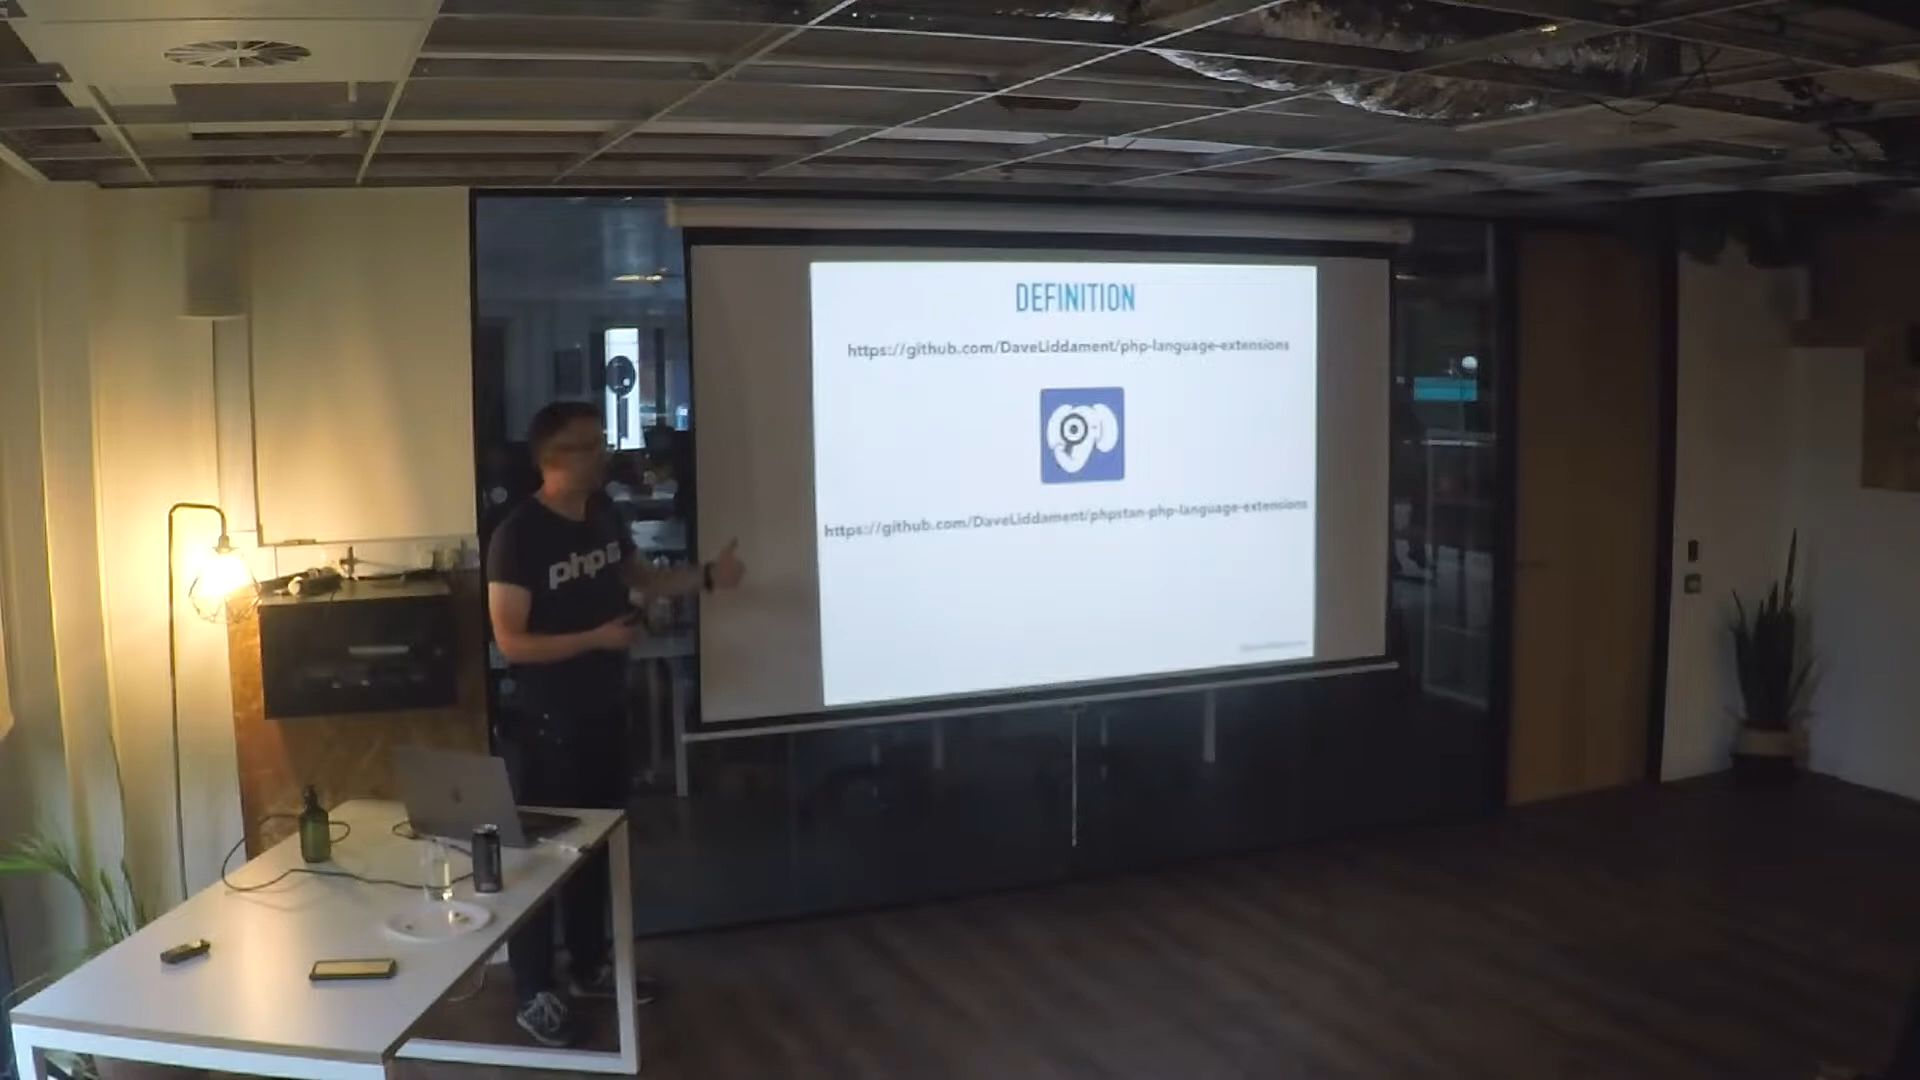 DEFINITION
https://github.com/DaveLiddament/php-language-extensions
https://github.com/DaveLiddament/phpstan-php-language-extensions
php